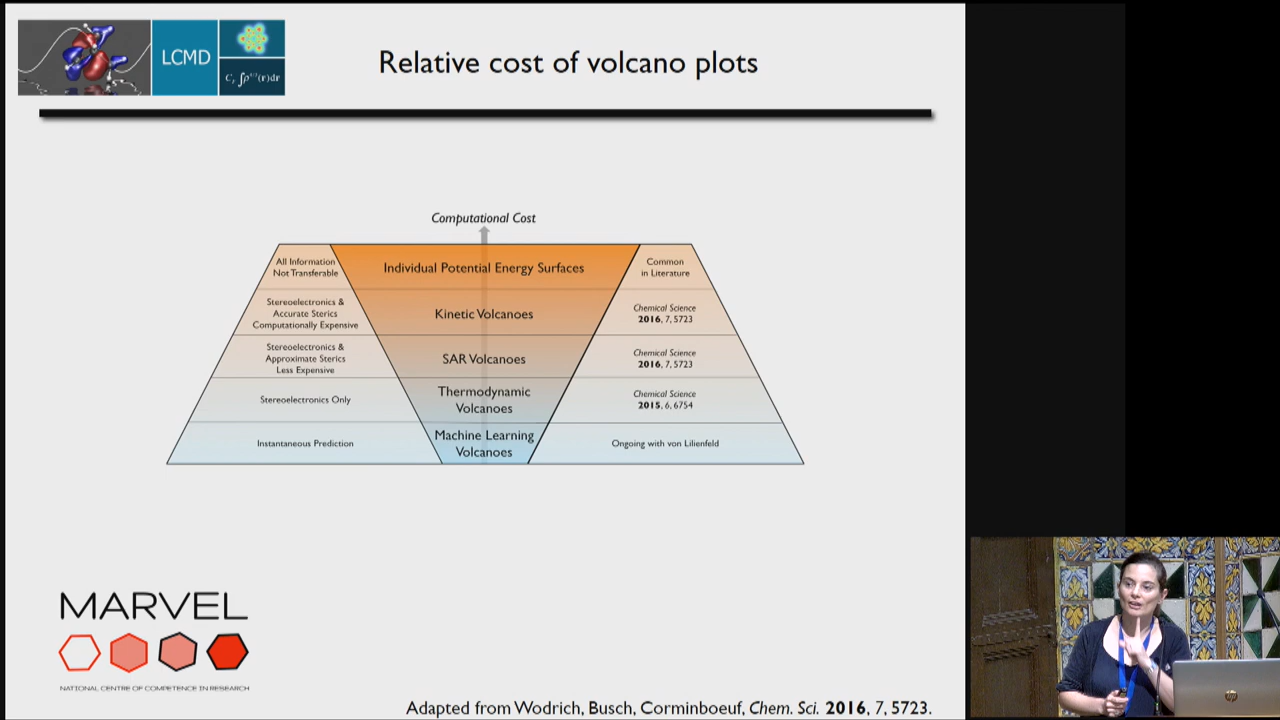 LCMD
Relative cost of volcano plots
Computational Cost
All Information
Not Transferable
Individual Potential Energy Surfaces
Common
in Literature
Stereoelectronics &
Accurate Sterics
Computationally Expensive
Kinetic Volcanoes
Chemical Science
2016, 7, 5723
Stereoelectronics &
Approximate Sterics
Less Expensive
SAR Volcanoes
Chemical Science
2016, 7, 5723
Stereoelectronics Only
Thermodynamic
Volcanoes
Chemical Science
2015, 6, 6754
Instantaneous Prediction
Machine Learning
Volcanoes
Ongoing with von Lilienfeld
MARVEL
NATIONAL CENTRE OF COMPETENCE IN RESEARCH
Adapted from Wodrich, Busch, Corminboeuf, Chem. Sci. 2016, 7, 5723.